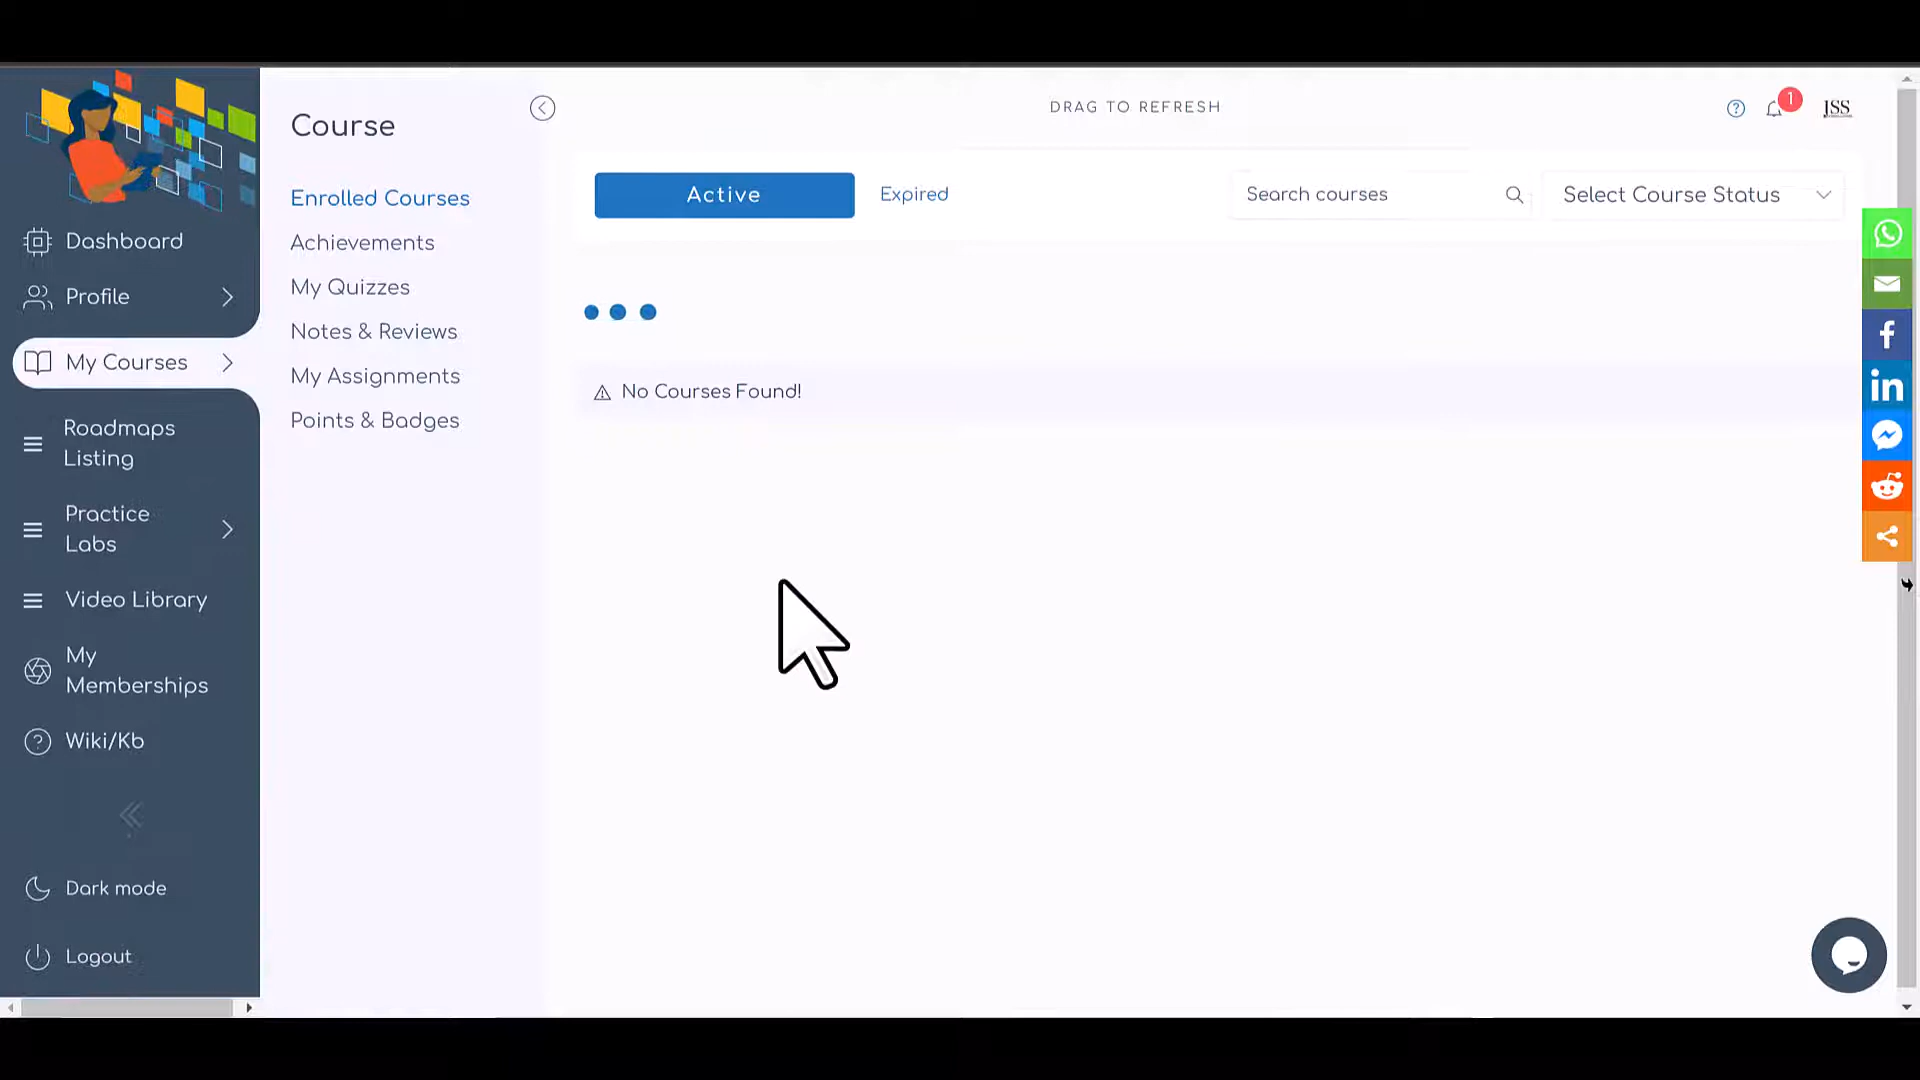 Dashboard
Profile
My Courses
Roadmaps
Listing
Practice
Labs
Video Library
My
Memberships
Wiki/Kb
Dark mode
Logout
Course
Enrolled Courses
Achievements
My Quizzes
Notes & Reviews
My Assignments
Points & Badges
DRAG TO REFRESH
1
JSS
Active
Expired
Search courses
Select Course Status
No Courses Found!